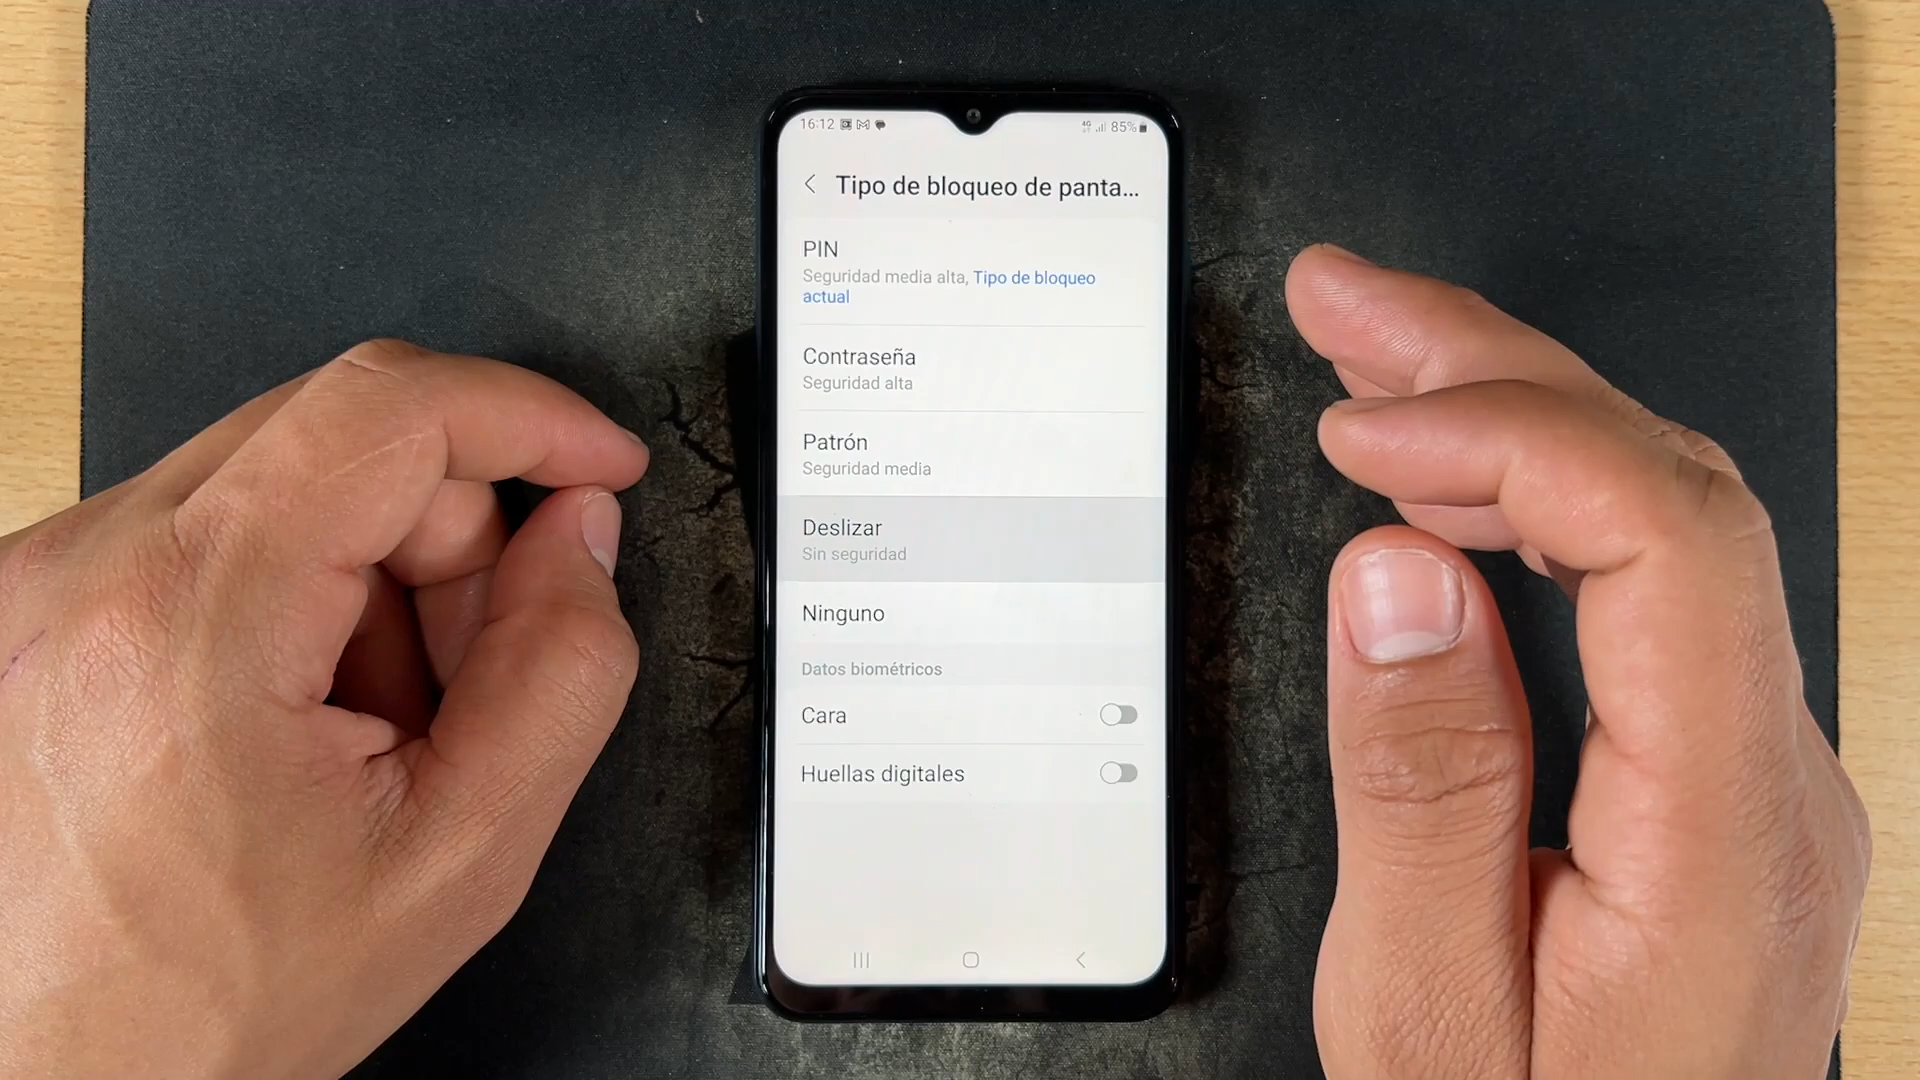 16:12
4G 85%
Tipo de bloqueo de panta...
PIN
Seguridad media alta, Tipo de bloqueo
actual
Contraseña
Seguridad alta
Patrón
Seguridad media
Deslizar
Sin seguridad
Ninguno
Datos biométricos
Cara
Huellas digitales